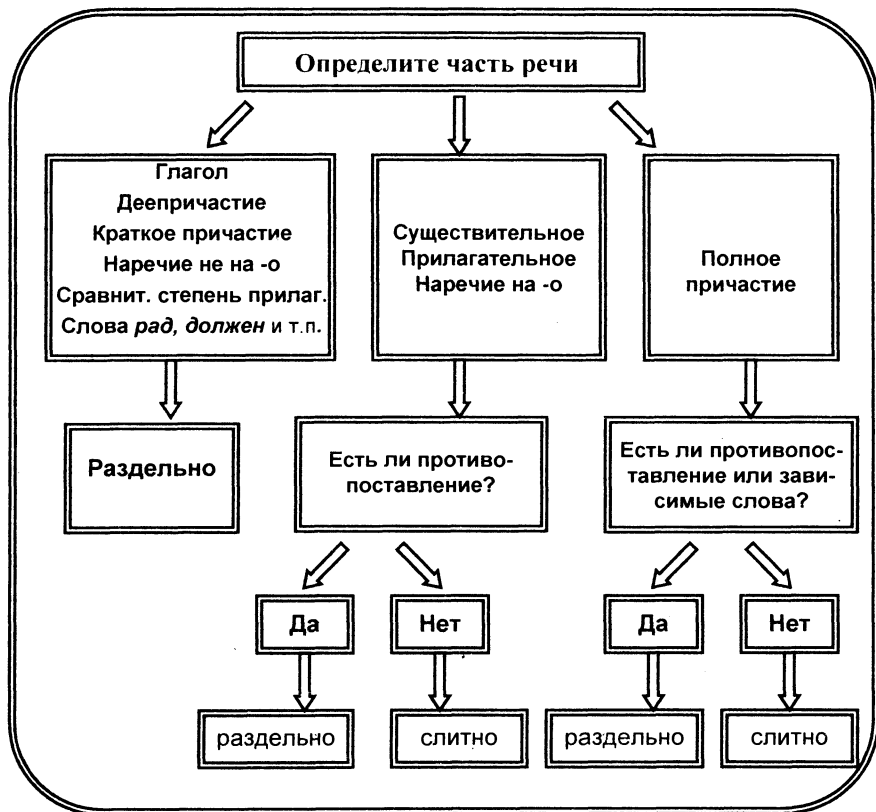 Определите часть речи
Глагол
Деепричастие
Краткое причастие
Наречие не на -о
Сравнит. степень прилаг.
Слова рад, должен и т.п.
Существительное
Прилагательное
Наречие на -о
Полное
причастие
Раздельно
Есть ли противо-
поставление?
Есть ли противопос-
тавление или зави-
симые слова?
Да
Нет
Да
Нет
раздельно
слитно
раздельно
слитно